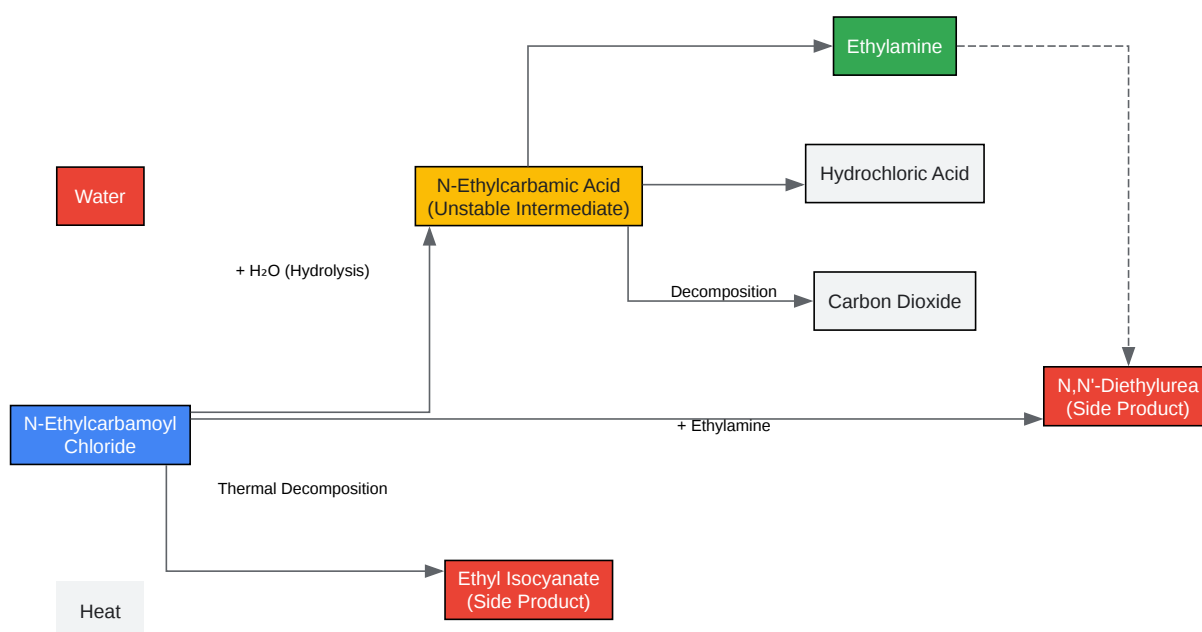 Ethylamine
Hydrochloric Acid
Water
N-Ethylcarbamic Acid
(Unstable Intermediate)
+ H₂O (Hydrolysis)
Decomposition
Carbon Dioxide
N,N'-Diethylurea
(Side Product)
N-Ethylcarbamoyl
Chloride
+ Ethylamine
Thermal Decomposition
Ethyl Isocyanate
(Side Product)
Heat